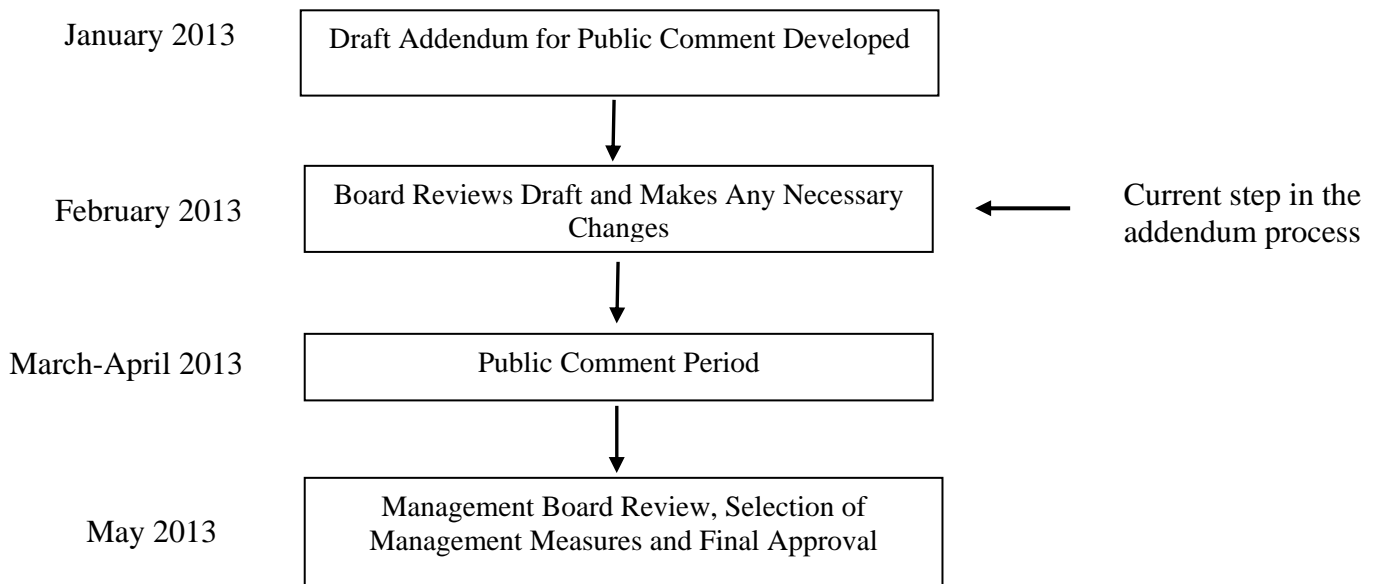 January 2013
Draft Addendum for Public Comment Developed
February 2013
Board Reviews Draft and Makes Any Necessary
Changes
Current step in the
addendum process
March-April 2013
Public Comment Period
May 2013
Management Board Review, Selection of
Management Measures and Final Approval